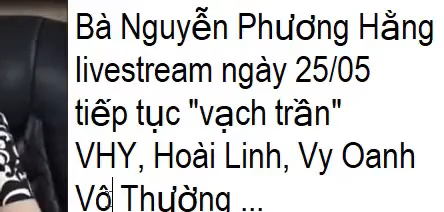 Bà Nguyễn Phương Hằng
livestream ngày 25/05
tiếp tục "vạch trần"
VHY, Hoài Linh, Vy Oanh
Vô Thường ...